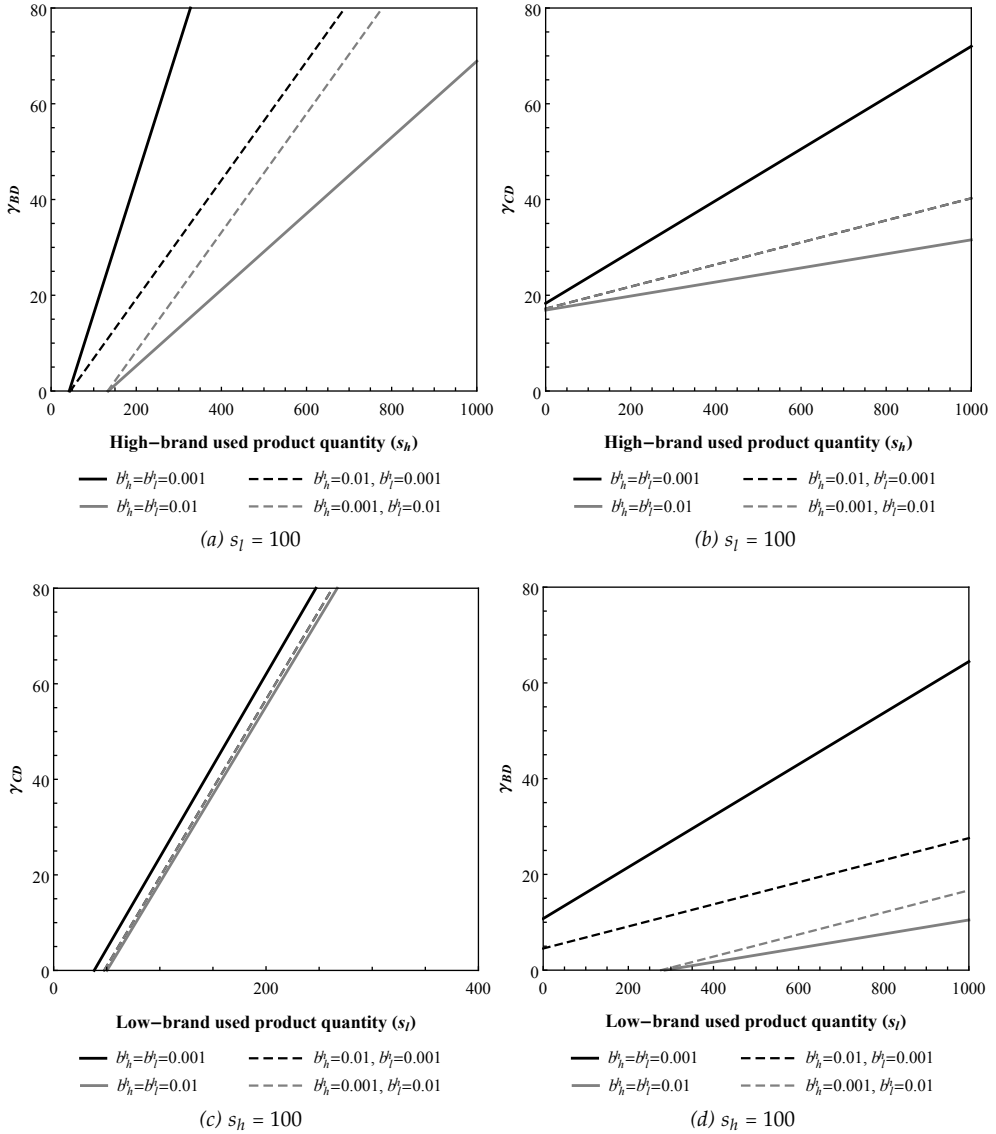 80
60
40
20
0
γBD
0 200 400 600 800 1000
High−brand used product quantity (sh)
bhh=bhl=0.001
bhh=0.01, bhl=0.001
bhh=bhl=0.01
bhh=0.001, bhl=0.01
(a) sl = 100
80
60
40
20
0
γCD
0 200 400 600 800 1000
High−brand used product quantity (sh)
bhh=bhl=0.001
bhh=0.01, bhl=0.001
bhh=bhl=0.01
bhh=0.001, bhl=0.01
(b) sl = 100
80
60
40
20
0
γCD
0 200 400
Low−brand used product quantity (sl)
bhh=bhl=0.001
bhh=0.01, bhl=0.001
bhh=bhl=0.01
bhh=0.001, bhl=0.01
(c) sh = 100
80
60
40
20
0
γBD
0 200 400 600 800 1000
Low−brand used product quantity (sl)
bhh=bhl=0.001
bhh=0.01, bhl=0.001
bhh=bhl=0.01
bhh=0.001, bhl=0.01
(d) sh = 100